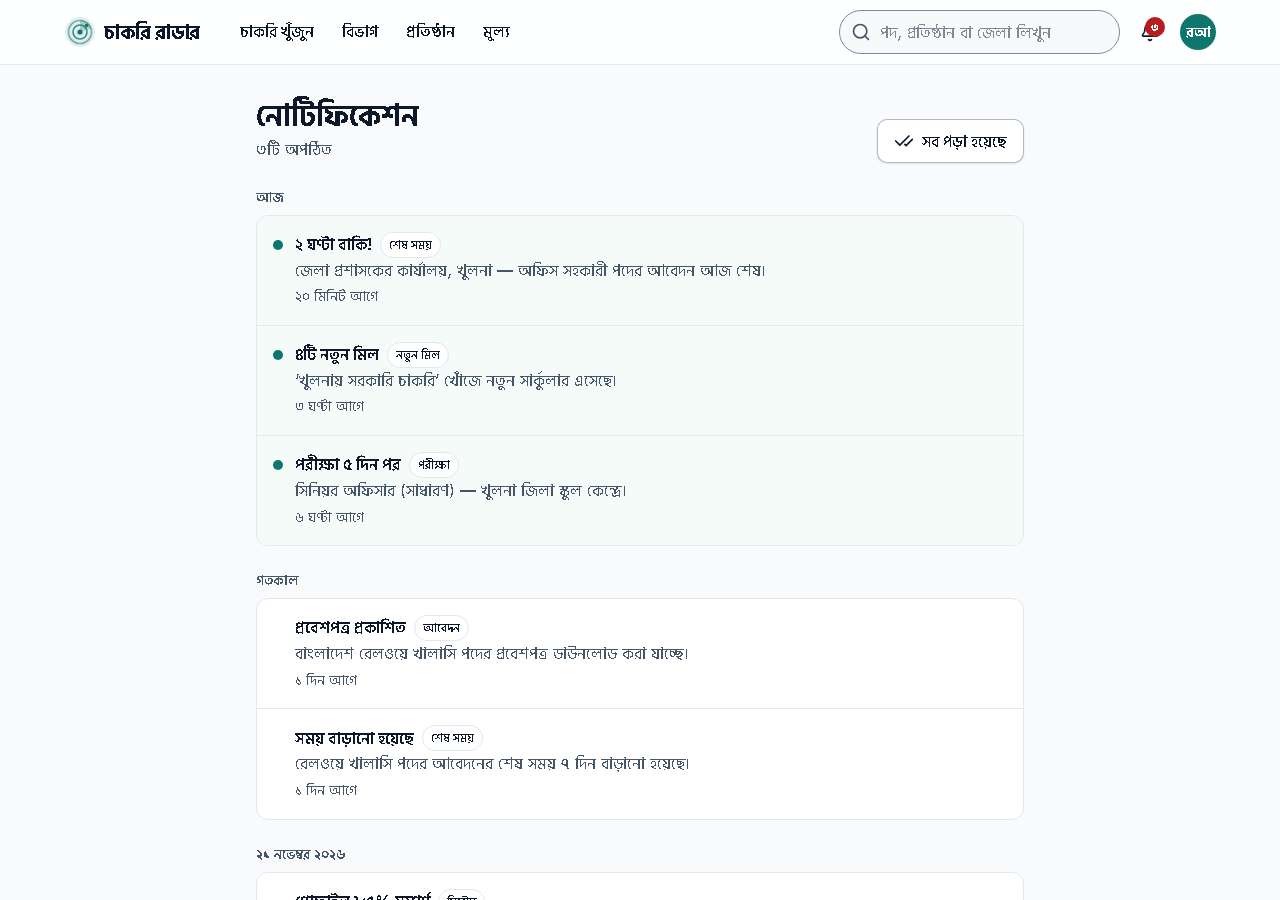 চাকরি রাডার
চাকরি খুঁজুন
বিভাগ
প্রতিষ্ঠান
মূল্য
পদ, প্রতিষ্ঠান বা জেলা লিখুন
৩
রআ
নোটিফিকেশন
৩টি অপঠিত
সব পড়া হয়েছে
আজ
২ ঘণ্টা বাকি! শেষ সময়
জেলা প্রশাসকের কার্যালয়, খুলনা — অফিস সহকারী পদের আবেদন আজ শেষ।
২০ মিনিট আগে
৪টি নতুন মিল নতুন মিল
‘খুলনায় সরকারি চাকরি’ খোঁজে নতুন সার্কুলার এসেছে।
৩ ঘণ্টা আগে
পরীক্ষা ৫ দিন পর পরীক্ষা
সিনিয়র অফিসার (সাধারণ) — খুলনা জিলা স্কুল কেন্দ্রে।
৬ ঘণ্টা আগে
গতকাল
প্রবেশপত্র প্রকাশিত আবেদন
বাংলাদেশ রেলওয়ে খালাসি পদের প্রবেশপত্র ডাউনলোড করা যাচ্ছে।
১ দিন আগে
সময় বাড়ানো হয়েছে শেষ সময়
রেলওয়ে খালাসি পদের আবেদনের শেষ সময় ৭ দিন বাড়ানো হয়েছে।
১ দিন আগে
২১ নভেম্বর ২০২৬